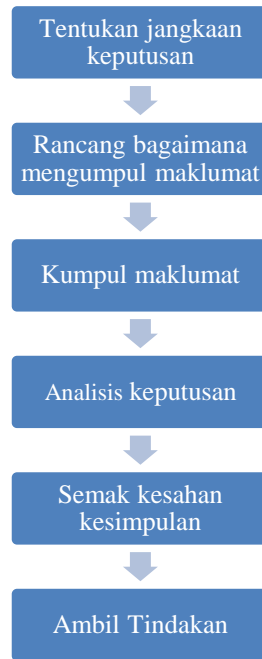 Tentukan jangkaan
keputusan
Rancang bagaimana
mengumpul maklumat
Kumpul maklumat
Analisis keputusan
Semak kesahan
kesimpulan
Ambil Tindakan